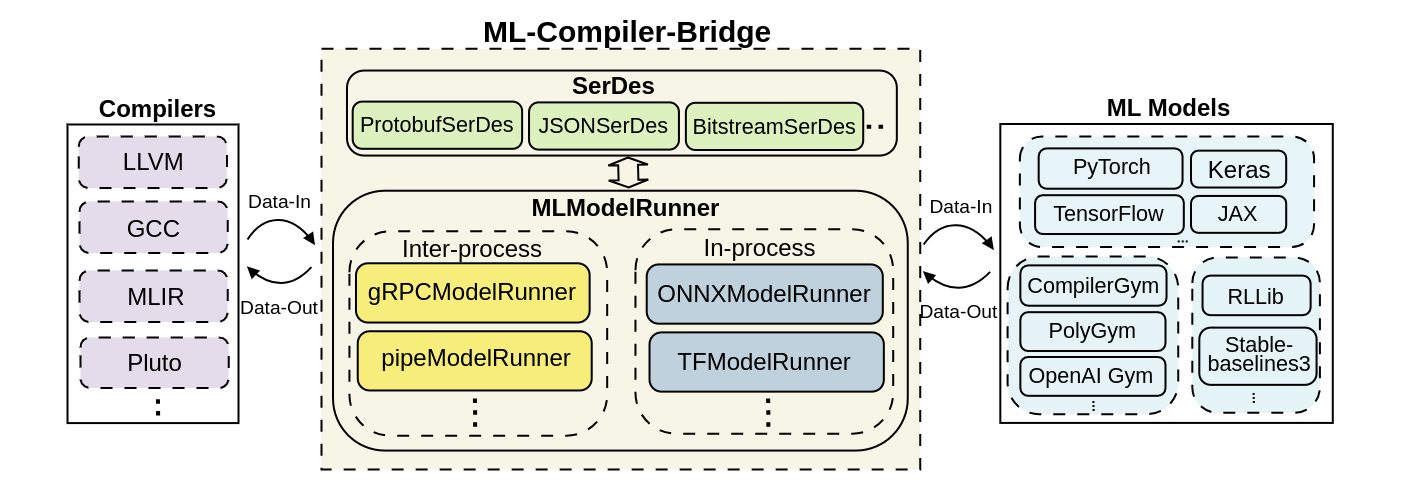 ML-Compiler-Bridge
Compilers
LLVM
GCC
MLIR
Pluto
Data-In
Data-Out
SerDes
ProtobufSerDes
JSONSerDes
BitstreamSerDes
MLModelRunner
Inter-process
gRPCModelRunner
pipeModelRunner
In-process
ONNXModelRunner
TFModelRunner
Data-In
Data-Out
ML Models
PyTorch
Keras
TensorFlow
JAX
...
CompilerGym
PolyGym
OpenAI Gym
RLLib
Stable-
baselines3